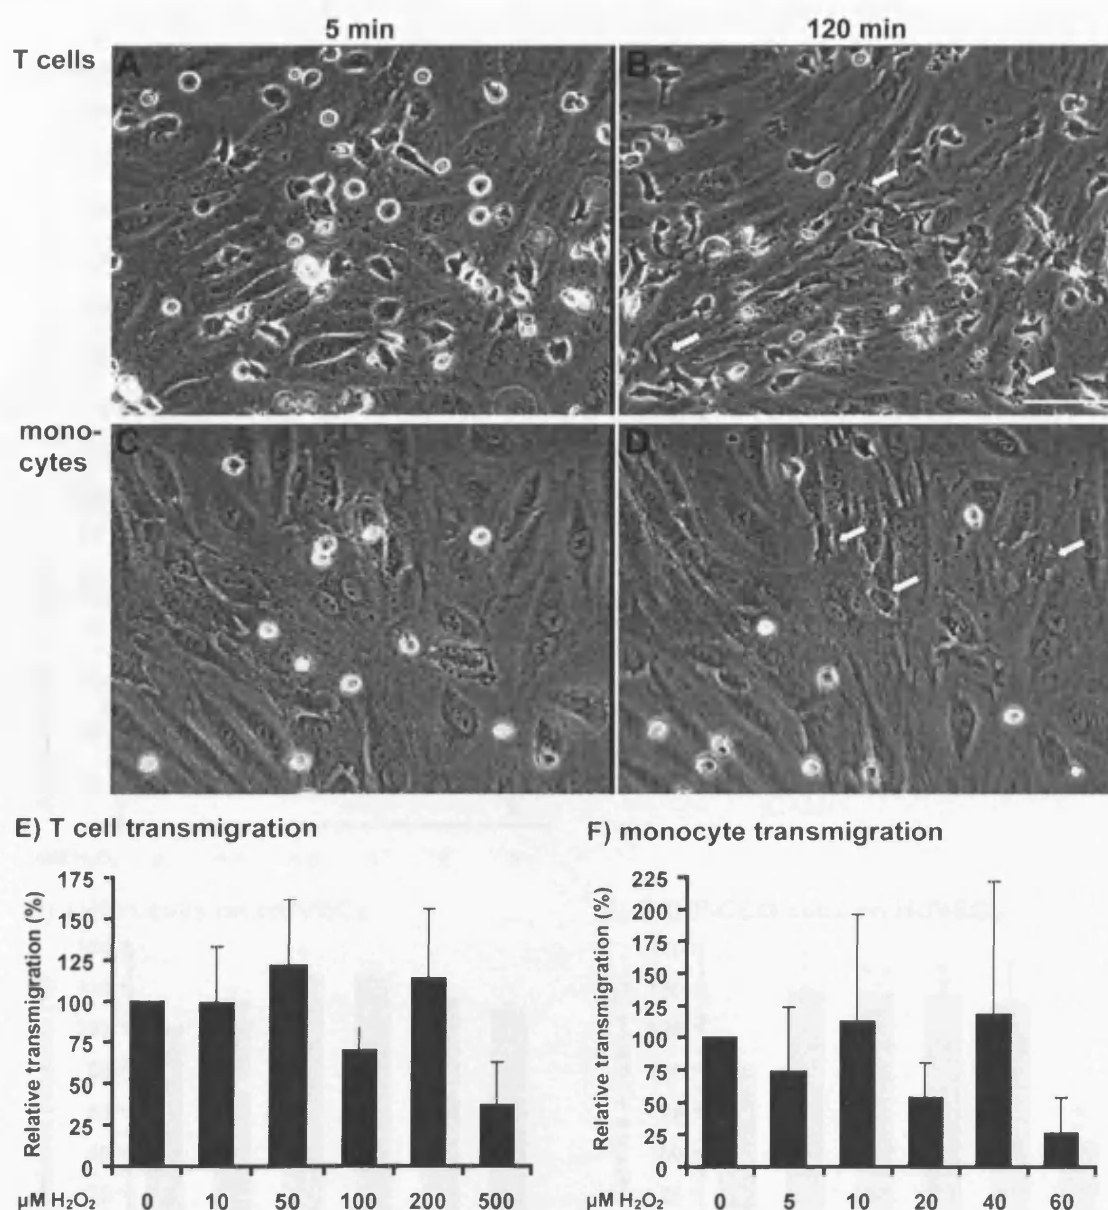 5 min
120 min
T cells
A
B
mono-
cytes
C
D
E) T cell transmigration
F) monocyte transmigration
Relative transmigration (%)
175
150
125
100
75
50
25
0
µM H₂O₂ 0 10 50 100 200 500
Relative transmigration (%)
225
200
175
150
125
100
75
50
25
0
µM H₂O₂ 0 5 10 20 40 60